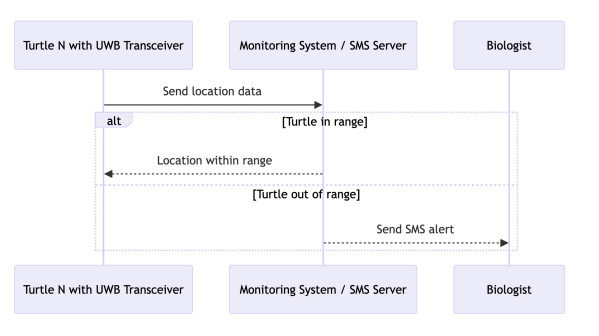 Turtle N with UWB Transceiver
Monitoring System / SMS Server
Biologist
Send location data
alt
[Turtle in range]
Location within range
[Turtle out of range]
Send SMS alert
Turtle N with UWB Transceiver
Monitoring System / SMS Server
Biologist